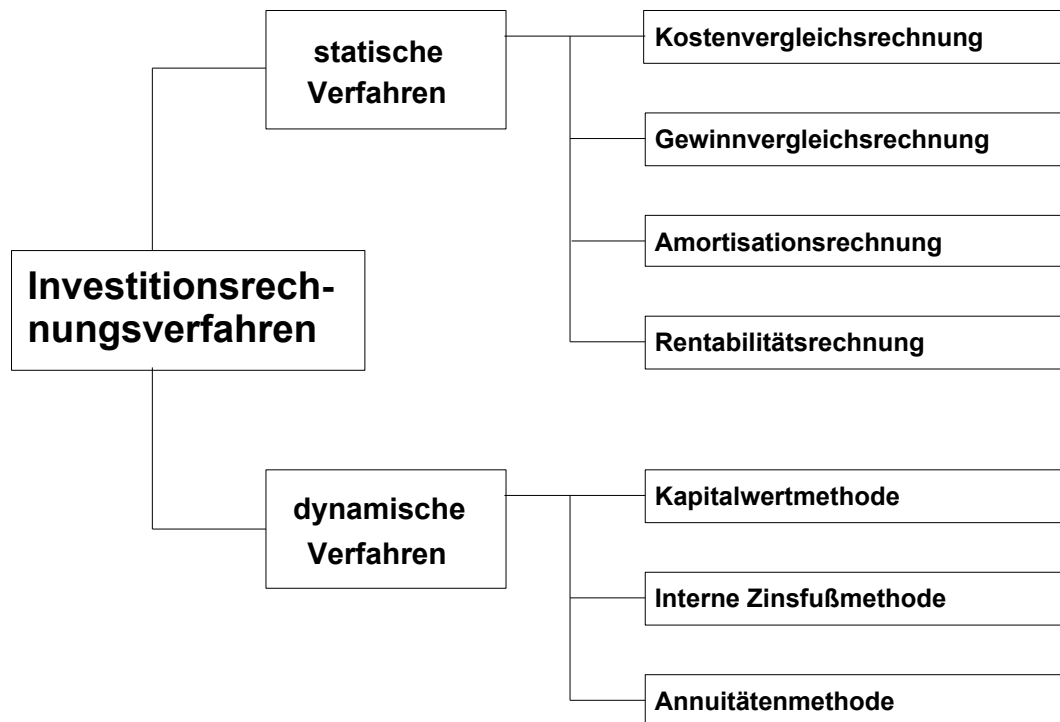 Investitionsrech-
nungsverfahren
statische
Verfahren
Kostenvergleichsrechnung
Gewinnvergleichsrechnung
Amortisationsrechnung
Rentabilitätsrechnung
dynamische
Verfahren
Kapitalwertmethode
Interne Zinsfußmethode
Annuitätenmethode